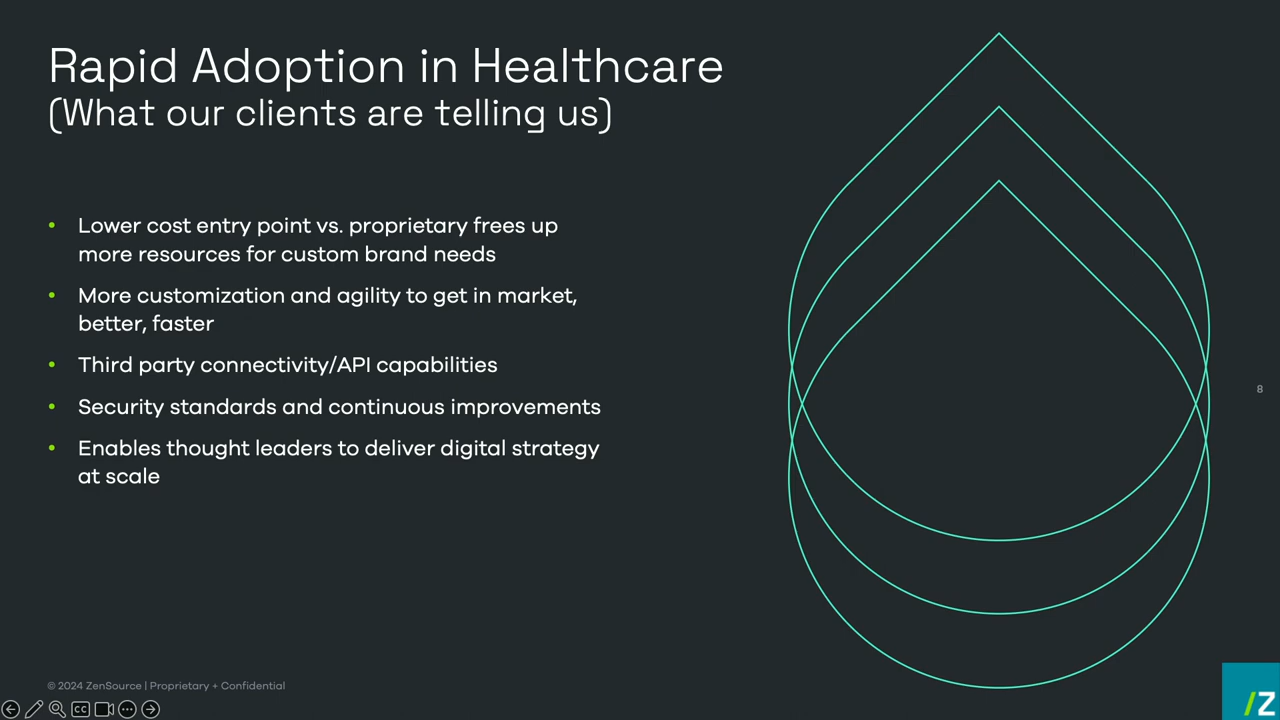 Rapid Adoption in Healthcare
(What our clients are telling us)
• Lower cost entry point vs. proprietary frees up
more resources for custom brand needs
• More customization and agility to get in market,
better, faster
• Third party connectivity/API capabilities
• Security standards and continuous improvements
• Enables thought leaders to deliver digital strategy
at scale
8
© 2024 ZenSource | Proprietary + Confidential
CC
/Z